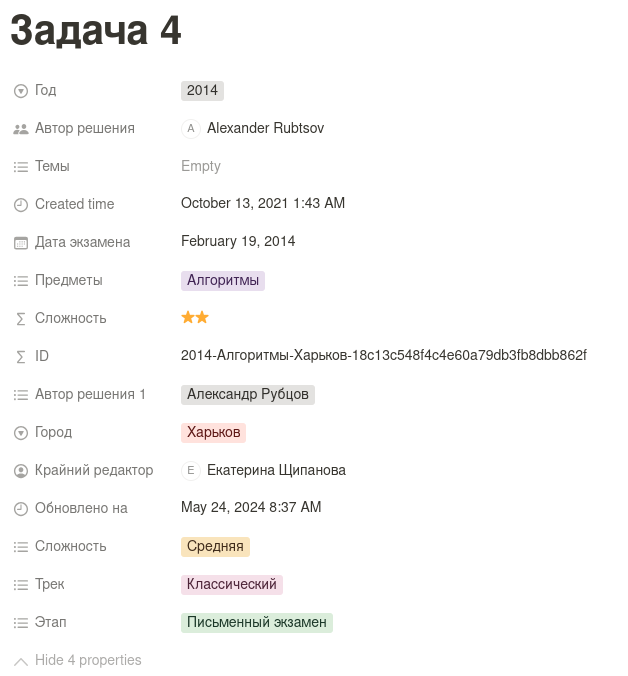 Задача 4
Год 2014
Автор решения A Alexander Rubtsov
Темы Empty
Created time October 13, 2021 1:43 AM
Дата экзамена February 19, 2014
Предметы Алгоритмы
Сложность ⭐⭐
ID 2014-Алгоритмы-Харьков-18c13c548f4c4e60a79db3fb8dbb862f
Автор решения 1 Александр Рубцов
Город Харьков
Крайний редактор E Екатерина Щипанова
Обновлено на May 24, 2024 8:37 AM
Сложность Средняя
Трек Классический
Этап Письменный экзамен
Hide 4 properties